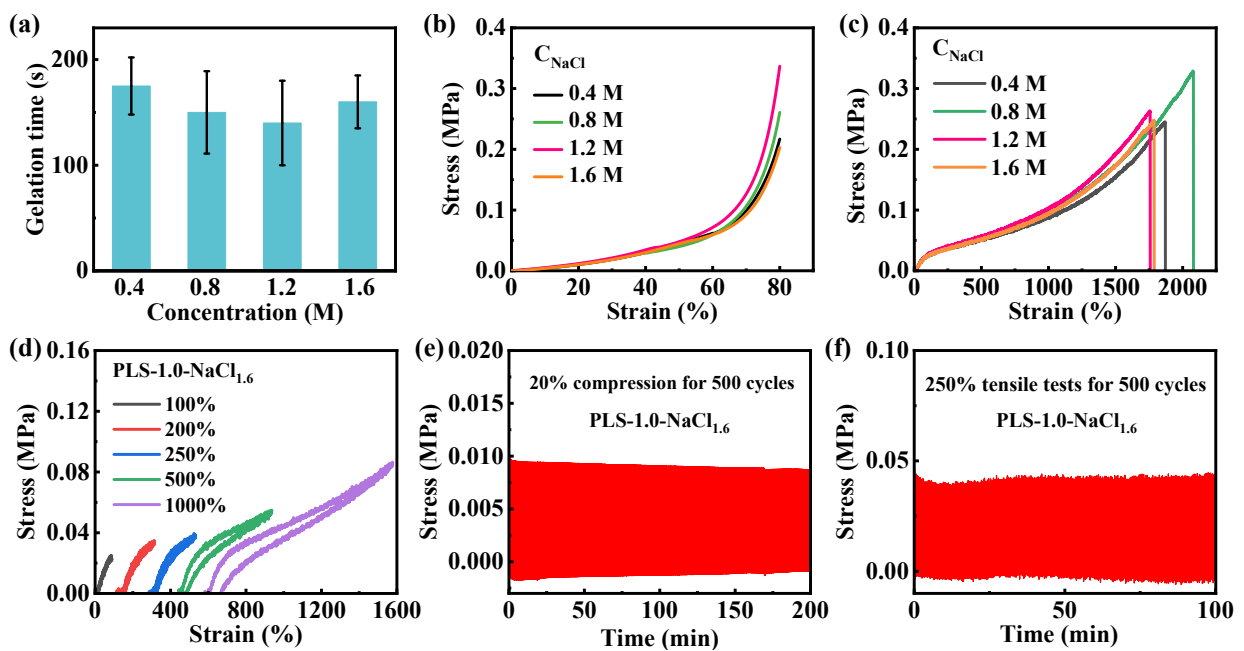 (a)
Gelation time (s)
200
100
0
0.4 0.8 1.2 1.6
Concentration (M)
(b)
Stress (MPa)
0.4
0.3
0.2
0.1
0.0
C_NaCl
0.4 M
0.8 M
1.2 M
1.6 M
0 20 40 60 80
Strain (%)
(c)
Stress (MPa)
0.4
0.3
0.2
0.1
0.0
C_NaCl
0.4 M
0.8 M
1.2 M
1.6 M
0 500 1000 1500 2000
Strain (%)
(d)
Stress (MPa)
0.16
0.12
0.08
0.04
0.00
PLS-1.0-NaCl1.6
100%
200%
250%
500%
1000%
0 400 800 1200 1600
Strain (%)
(e)
Stress (MPa)
0.020
0.015
0.010
0.005
0.000
20% compression for 500 cycles
PLS-1.0-NaCl1.6
0 50 100 150 200
Time (min)
(f)
Stress (MPa)
0.10
0.05
0.00
250% tensile tests for 500 cycles
PLS-1.0-NaCl1.6
0 50 100
Time (min)